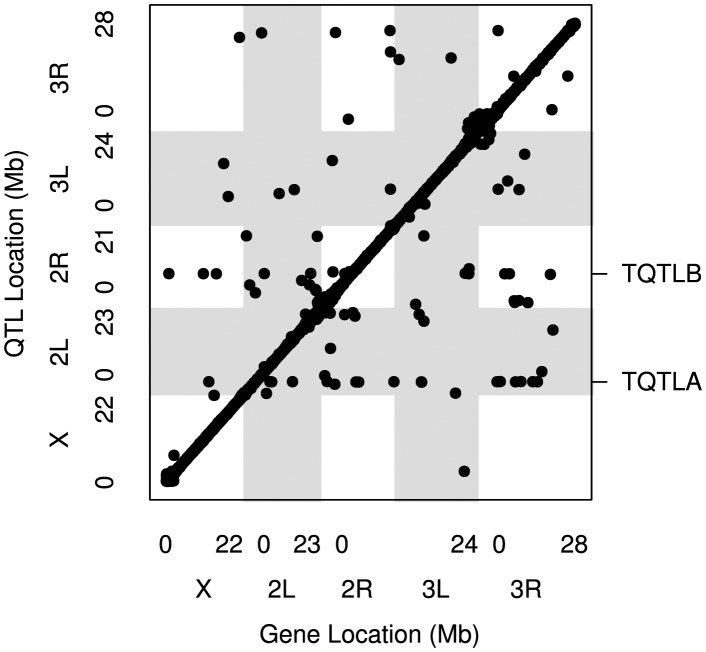 28
3R
0
24
3L
0
21
2R
0
23
2L
0
22
X
0
QTL Location (Mb)
TQTLB
TQTLA
0 22 0 23 0 24 0 28
X 2L 2R 3L 3R
Gene Location (Mb)